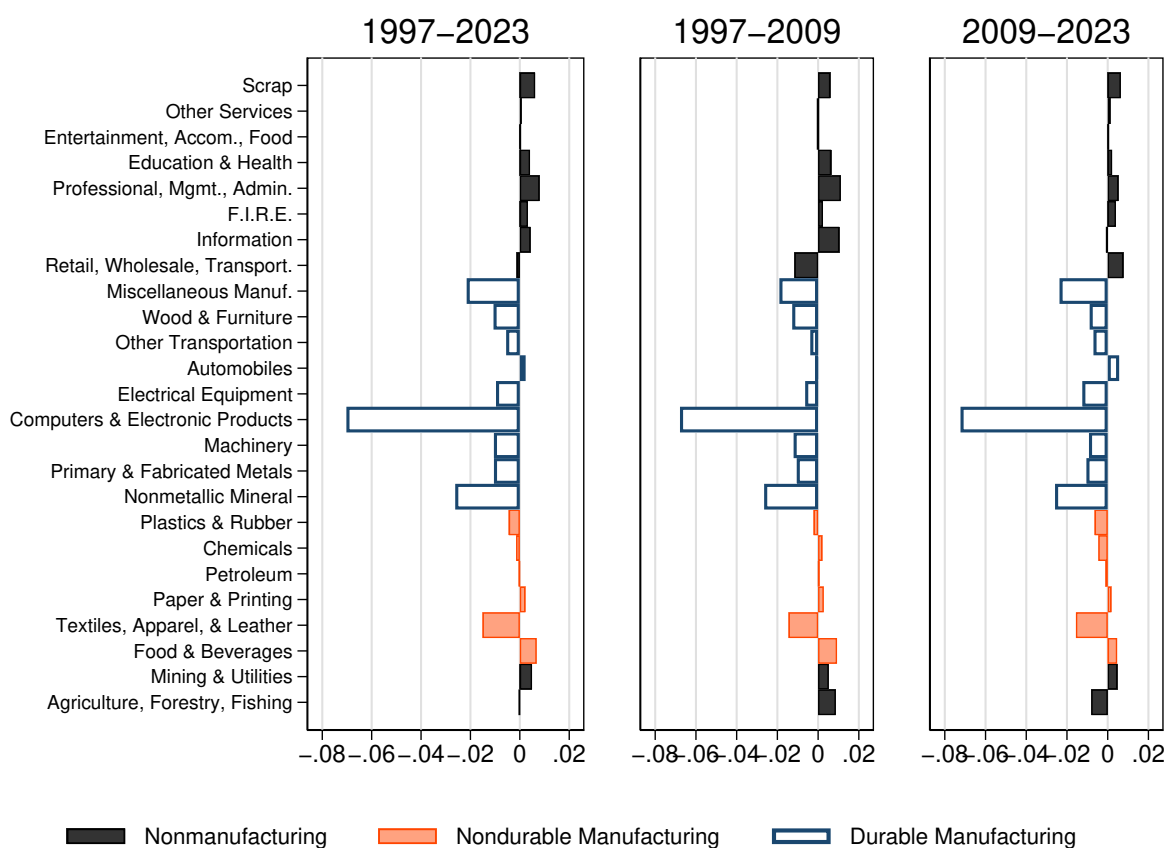 1997−2023
1997−2009
2009−2023
Scrap
Other Services
Entertainment, Accom., Food
Education & Health
Professional, Mgmt., Admin.
F.I.R.E.
Information
Retail, Wholesale, Transport.
Miscellaneous Manuf.
Wood & Furniture
Other Transportation
Automobiles
Electrical Equipment
Computers & Electronic Products
Machinery
Primary & Fabricated Metals
Nonmetallic Mineral
Plastics & Rubber
Chemicals
Petroleum
Paper & Printing
Textiles, Apparel, & Leather
Food & Beverages
Mining & Utilities
Agriculture, Forestry, Fishing
−.08 −.06 −.04 −.02 0 .02
−.08 −.06 −.04 −.02 0 .02
−.08 −.06 −.04 −.02 0 .02
Nonmanufacturing
Nondurable Manufacturing
Durable Manufacturing